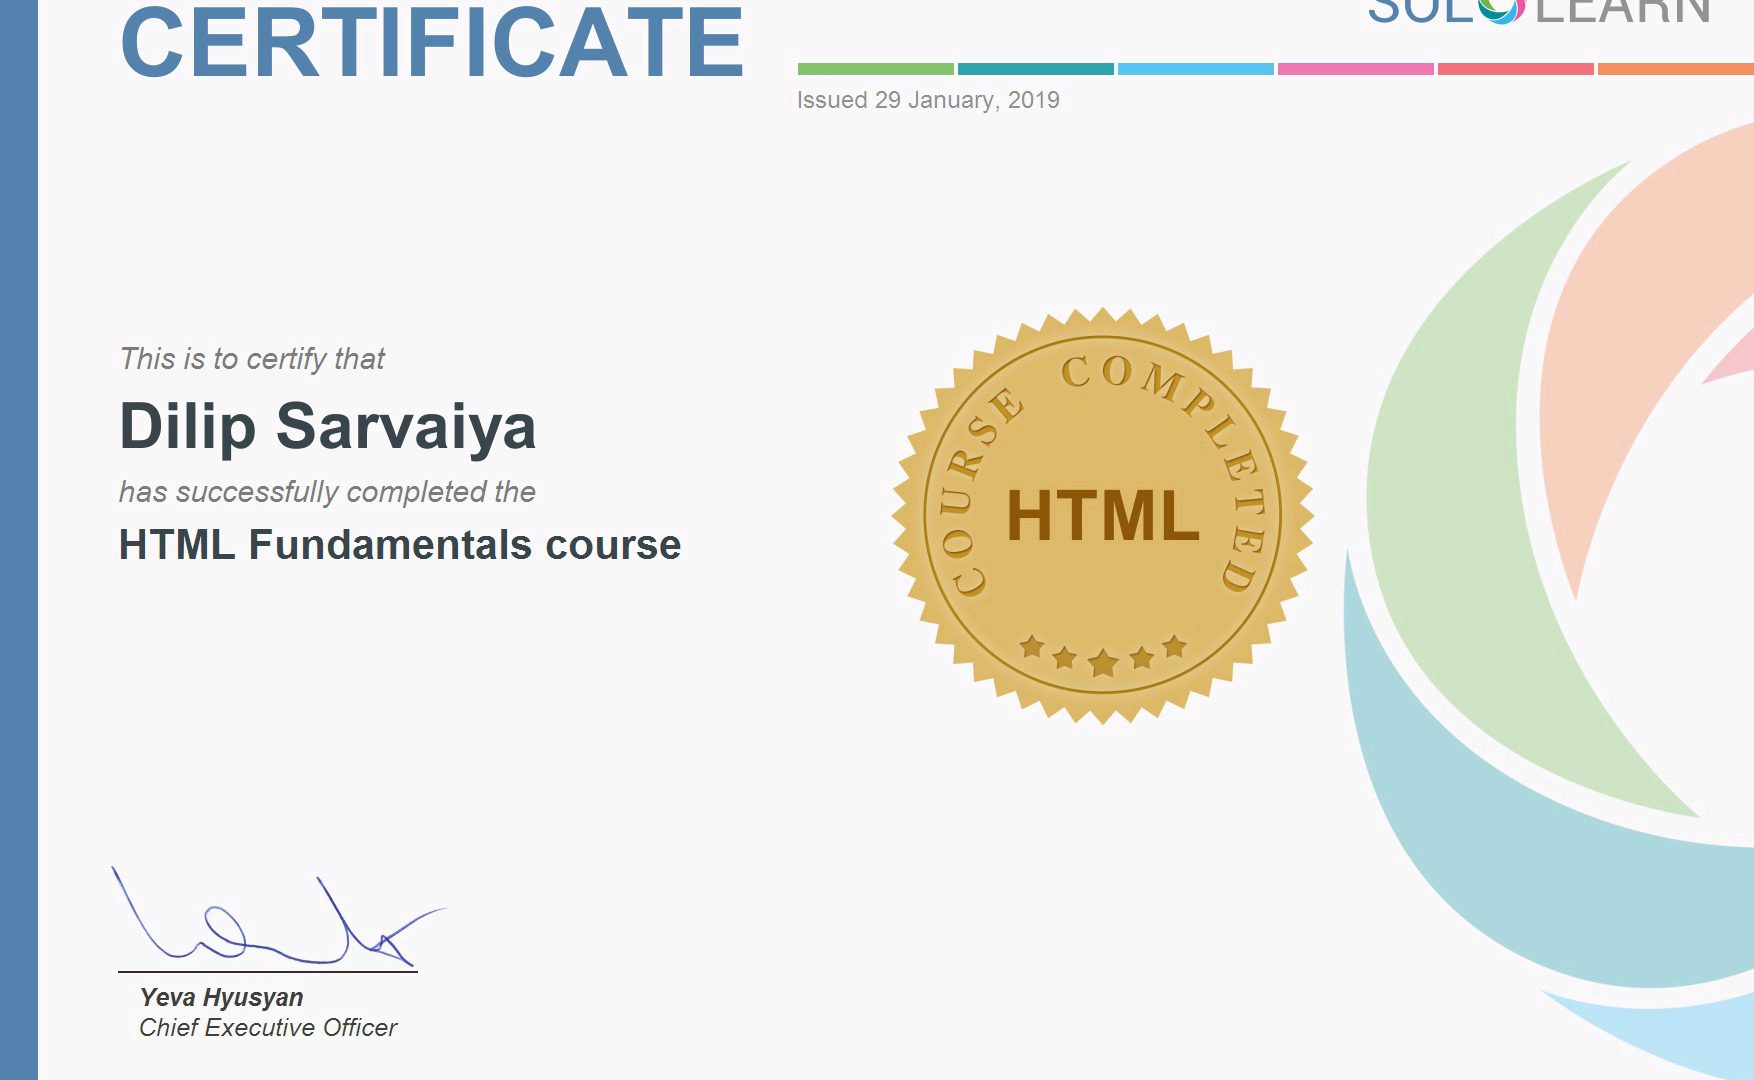 CERTIFICATE
SOLOLEARN
Issued 29 January, 2019
This is to certify that
Dilip Sarvaiya
has successfully completed the
HTML Fundamentals course
COURSE COMPLETED
HTML
Yeva Hyusyan
Chief Executive Officer